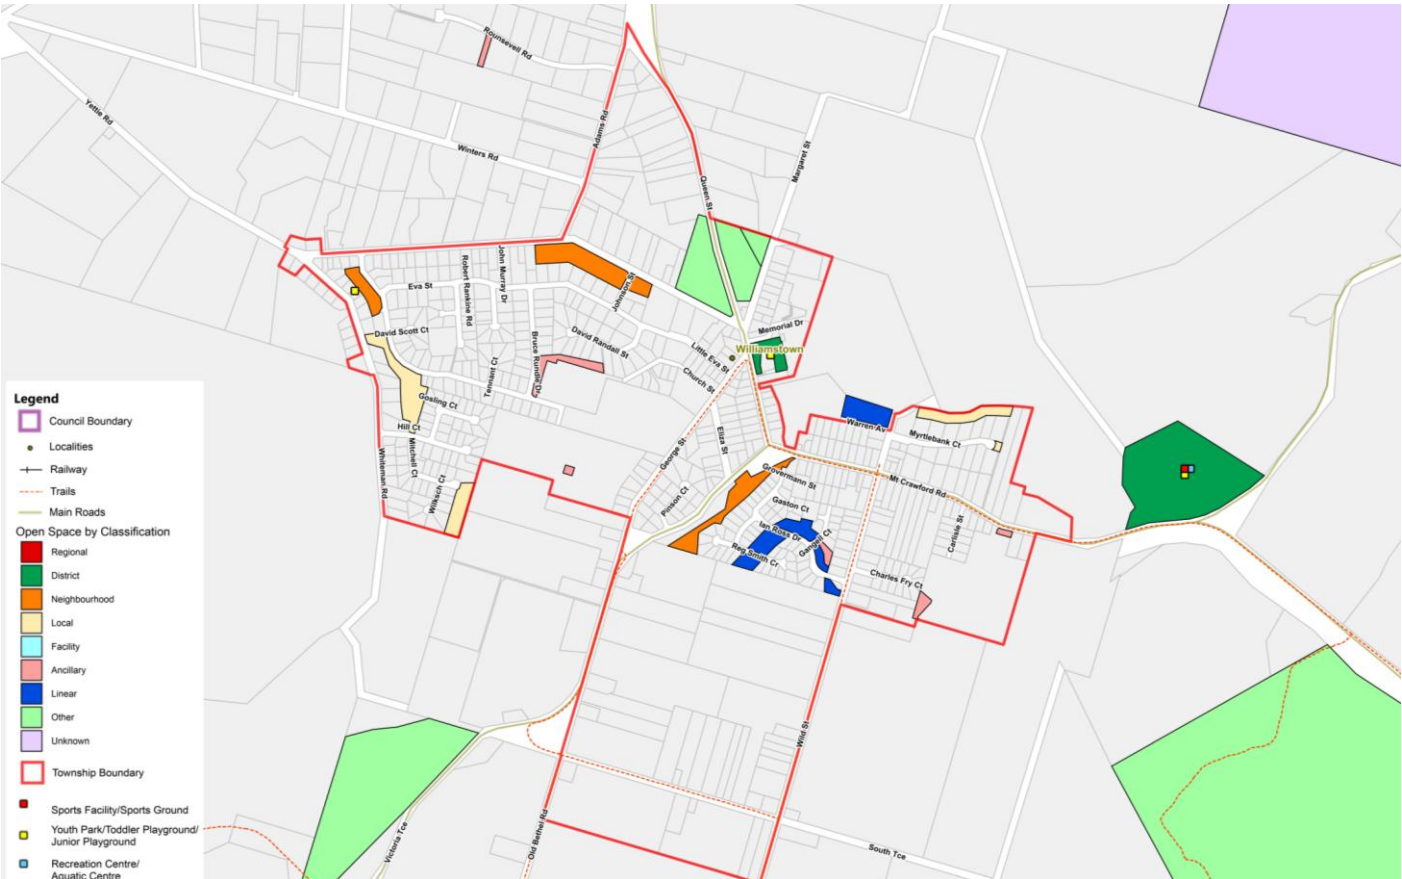 Rounsevell Rd
Yettie Rd
Adams Rd
Winters Rd
Margaret St
Queen St
John Murray Dr
Robert Rankine Rd
Eva St
Johnson St
David Scott Ct
David Randall St
Memorial Dr
Williamstown
Little Eva St
Bruce Rundle Dr
Tennant Ct
Church St
Gosling Ct
Hill Ct
Mitchell Ct
Whiteman Rd
Wiksch Ct
Eliza St
George St
Pinson Ct
Warren Av
Myrtlebank Ct
Grovermann St
Mt Crawford Rd
Gaston Ct
Ian Ross Dr
Gangell Ct
Reg Smith Cr
Carlisle St
Charles Fry Ct
Wild St
Old Bethel Rd
Victoria Tce
South Tce
Legend
Council Boundary
Localities
Railway
Trails
Main Roads
Open Space by Classification
Regional
District
Neighbourhood
Local
Facility
Ancillary
Linear
Other
Unknown
Township Boundary
Sports Facility/Sports Ground
Youth Park/Toddler Playground/
Junior Playground
Recreation Centre/
Aquatic Centre